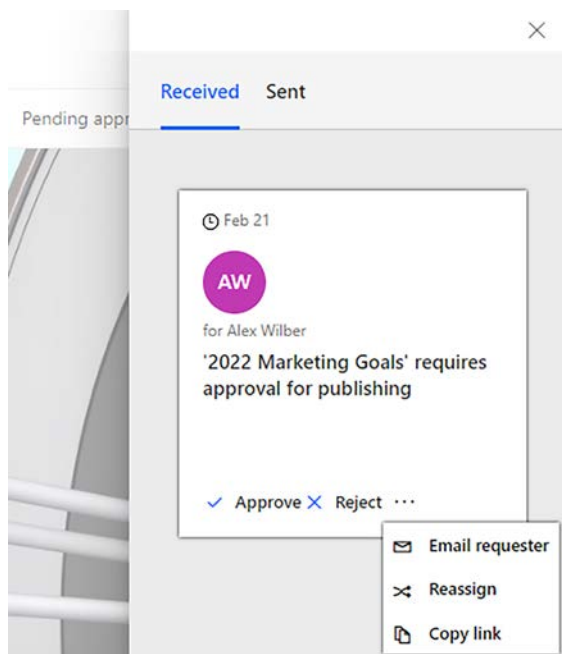 Received Sent
Pending appr
Feb 21
AW
for Alex Wilber
'2022 Marketing Goals' requires
approval for publishing
Approve Reject ...
Email requester
Reassign
Copy link